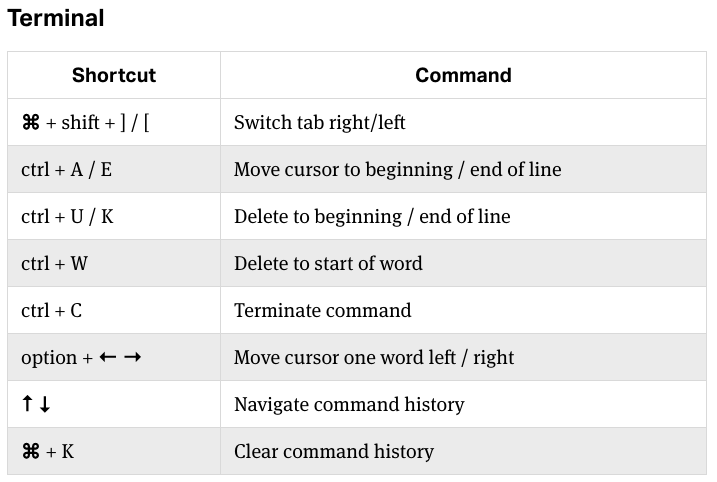 Terminal
Shortcut Command
⌘ + shift + ] / [ Switch tab right/left
ctrl + A / E Move cursor to beginning / end of line
ctrl + U / K Delete to beginning / end of line
ctrl + W Delete to start of word
ctrl + C Terminate command
option + ← → Move cursor one word left / right
↑ ↓ Navigate command history
⌘ + K Clear command history